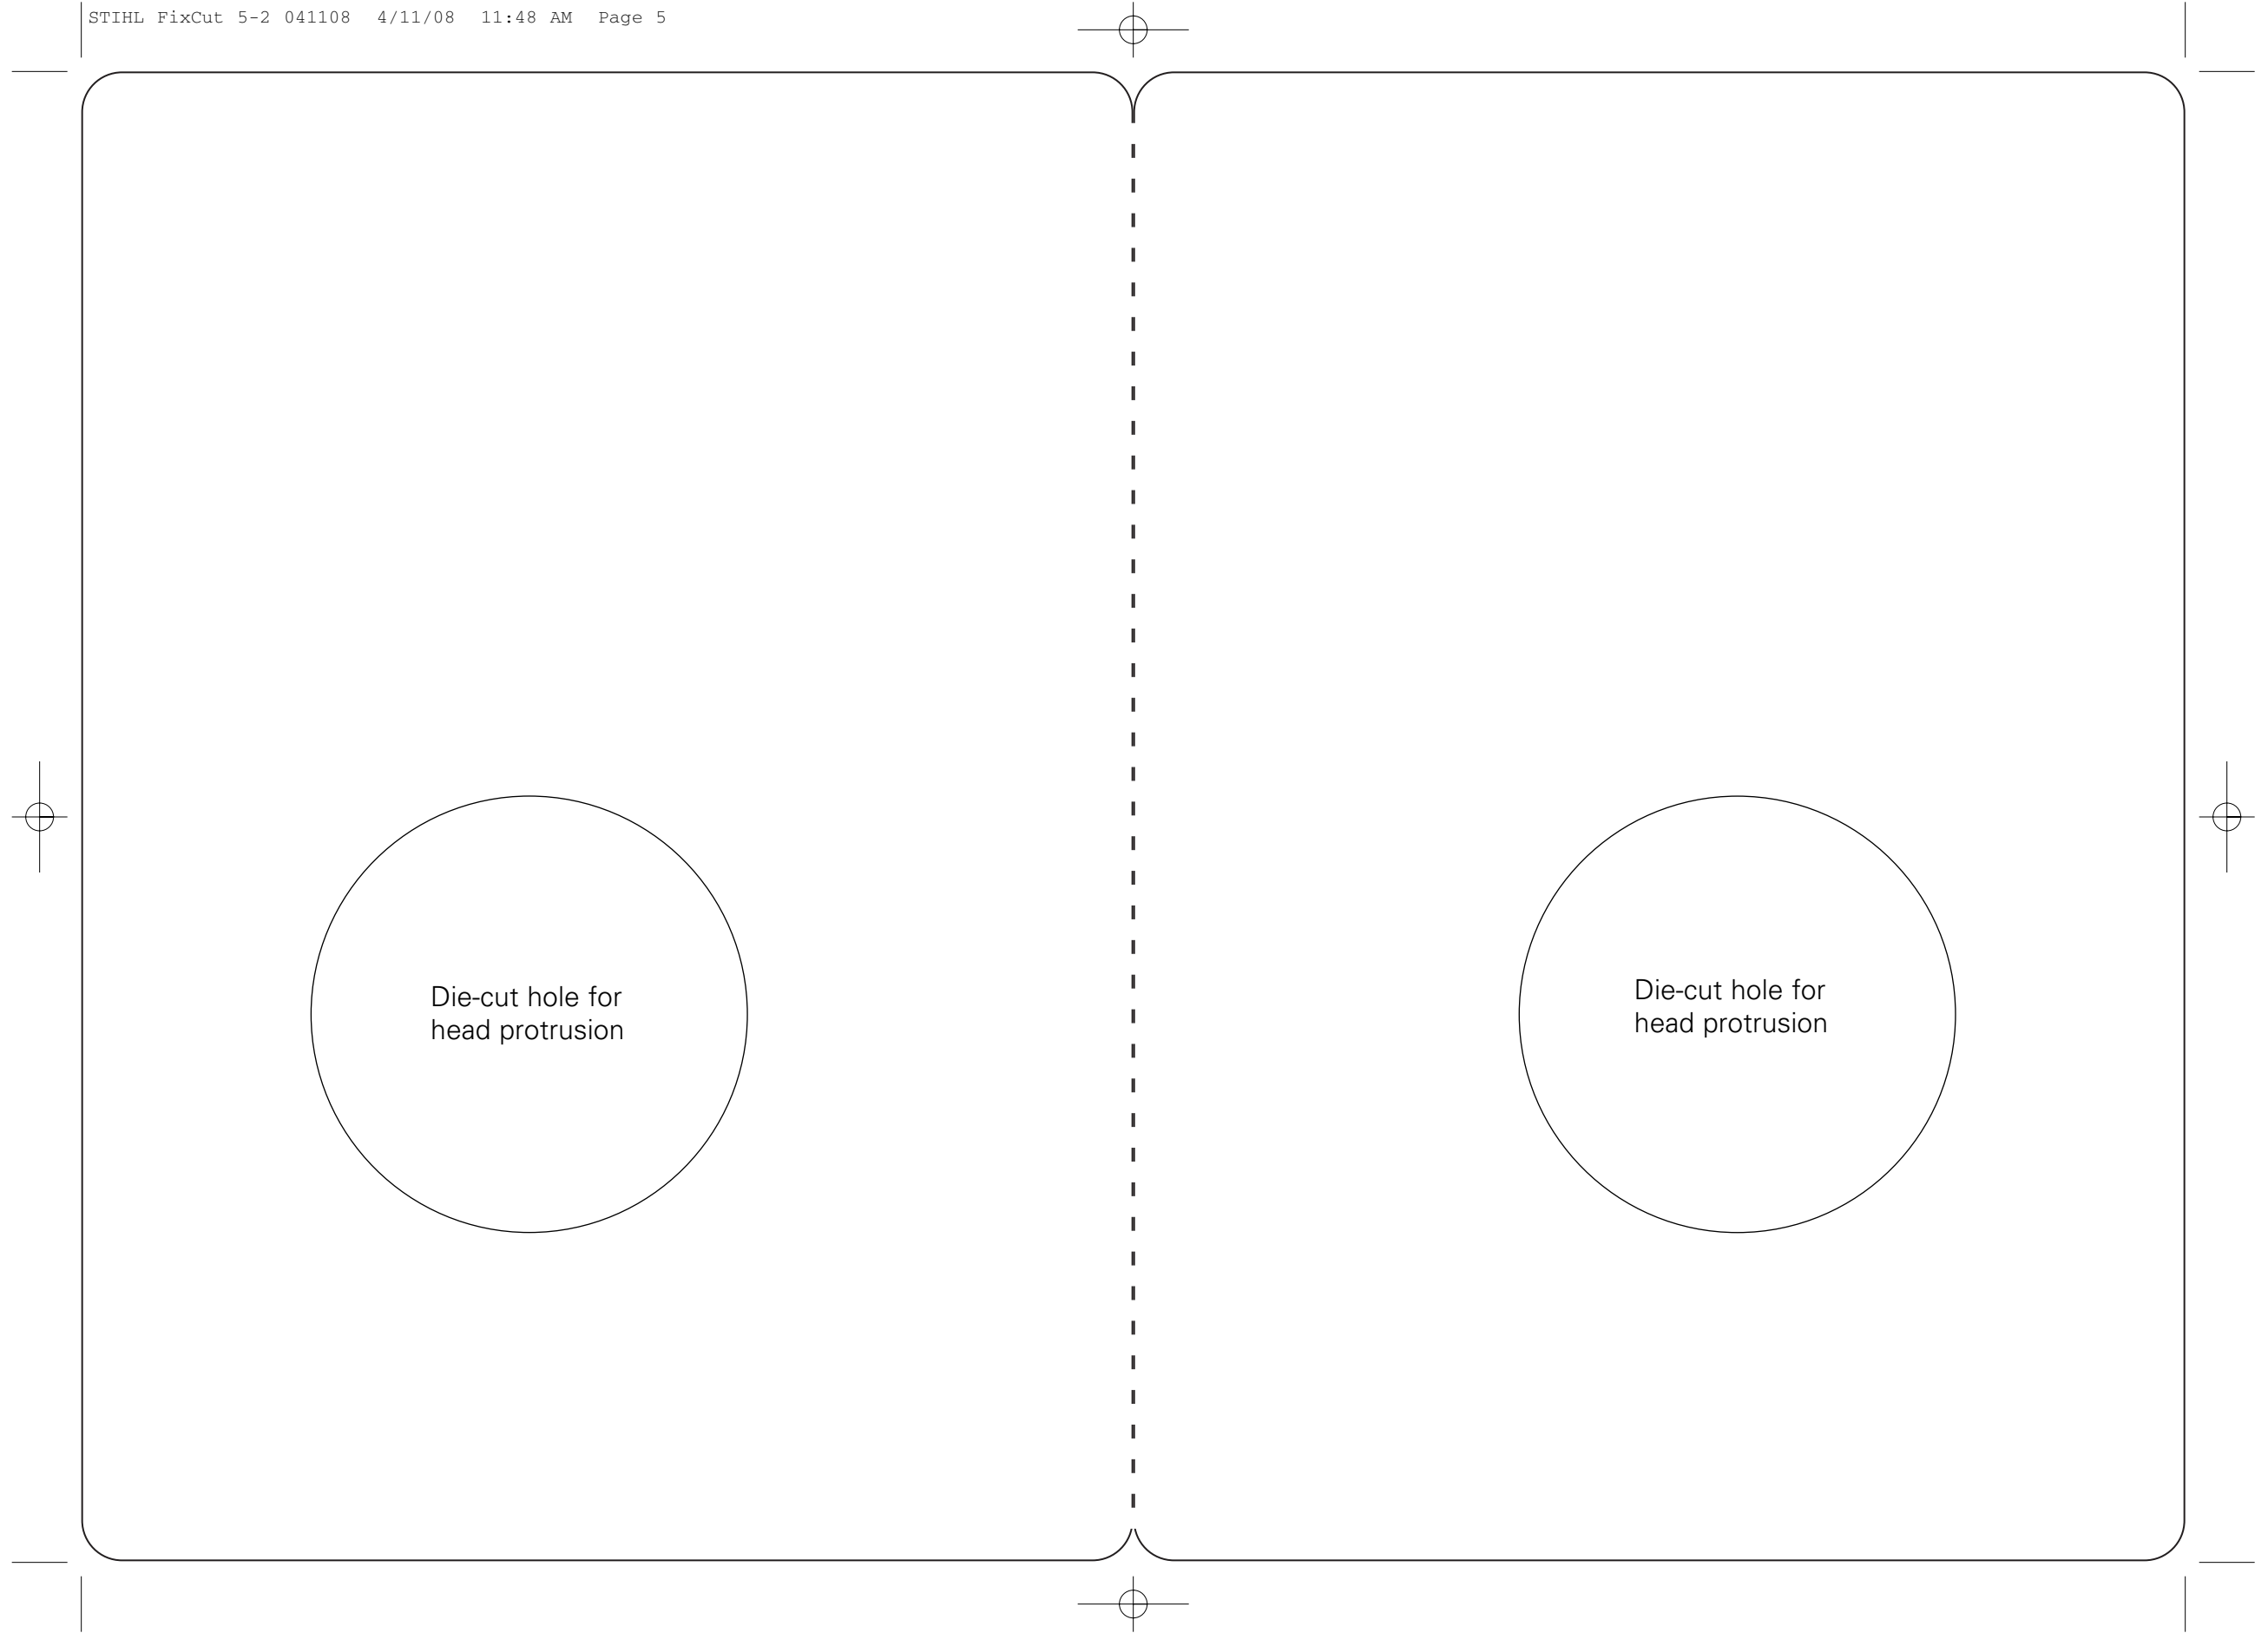 STIHL FixCut 5-2 041108  4/11/08  11:48 AM  Page 5
Die-cut hole for
head protrusion
Die-cut hole for
head protrusion